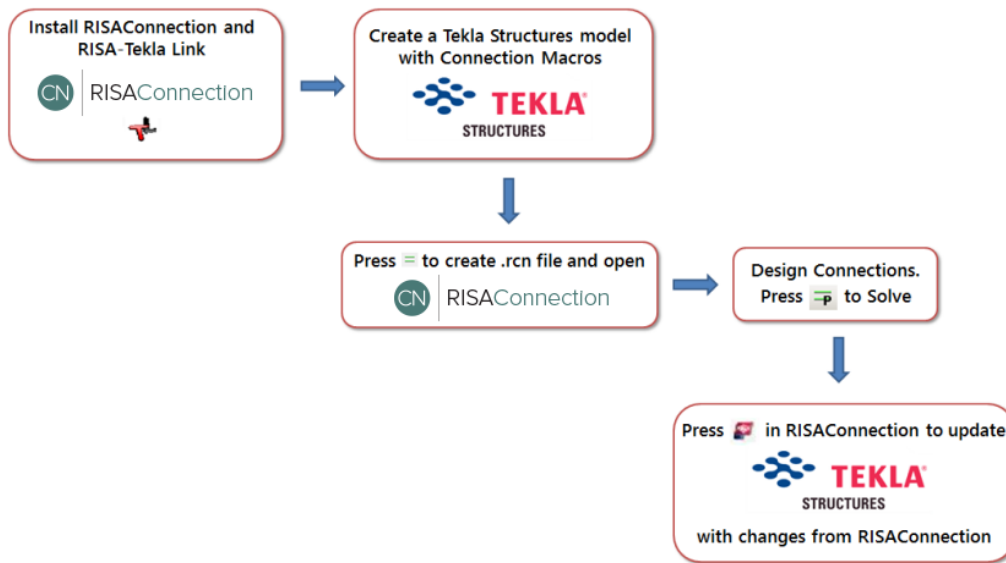 Install RISAConnection and
RISA-Tekla Link
CN RISAConnection
Create a Tekla Structures model
with Connection Macros
TEKLA®
STRUCTURES
Press = to create .rcn file and open
CN RISAConnection
Design Connections.
Press P to Solve
Press in RISAConnection to update
TEKLA®
STRUCTURES
with changes from RISAConnection